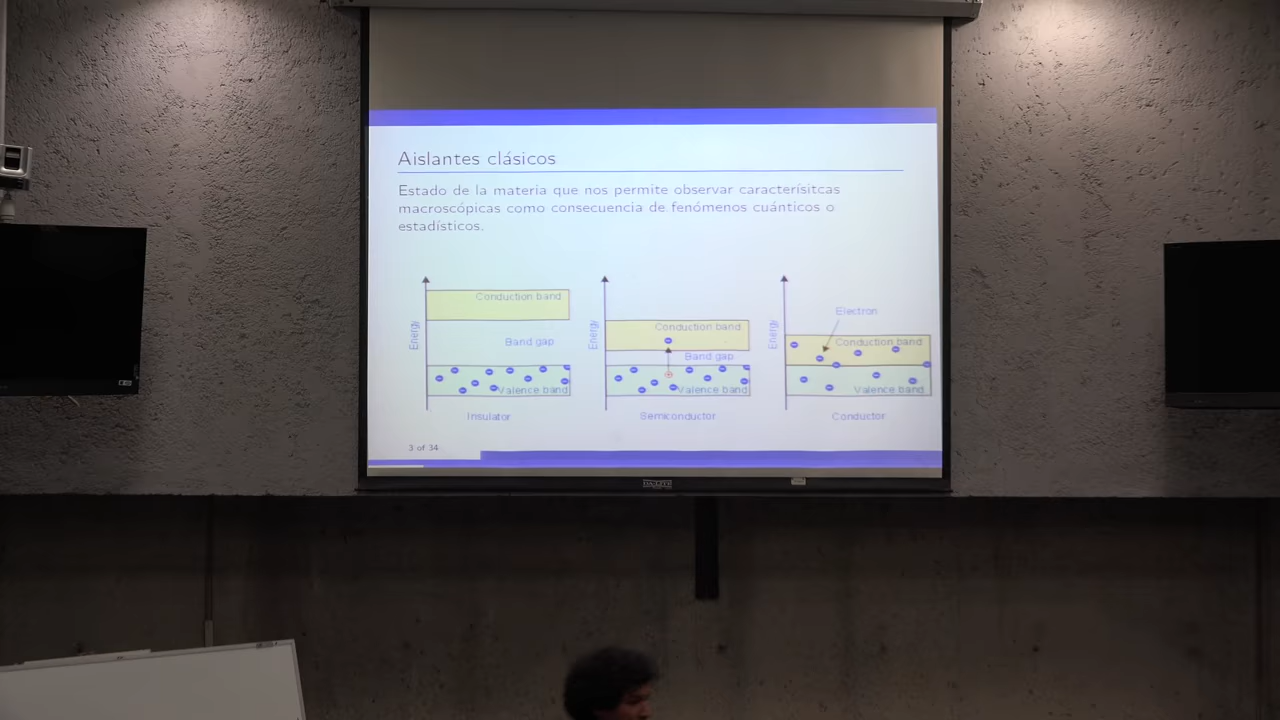 Aislantes clásicos
Estado de la materia que nos permite observar caracterísitcas
macroscópicas como consecuencia de fenómenos cuánticos o
estadísticos.
Energy
Conduction band
Band gap
Valence band
Insulator
Energy
Conduction band
Band gap
Valence band
Semiconductor
Energy
Electron
Conduction band
Valence band
Conductor
3 of 34